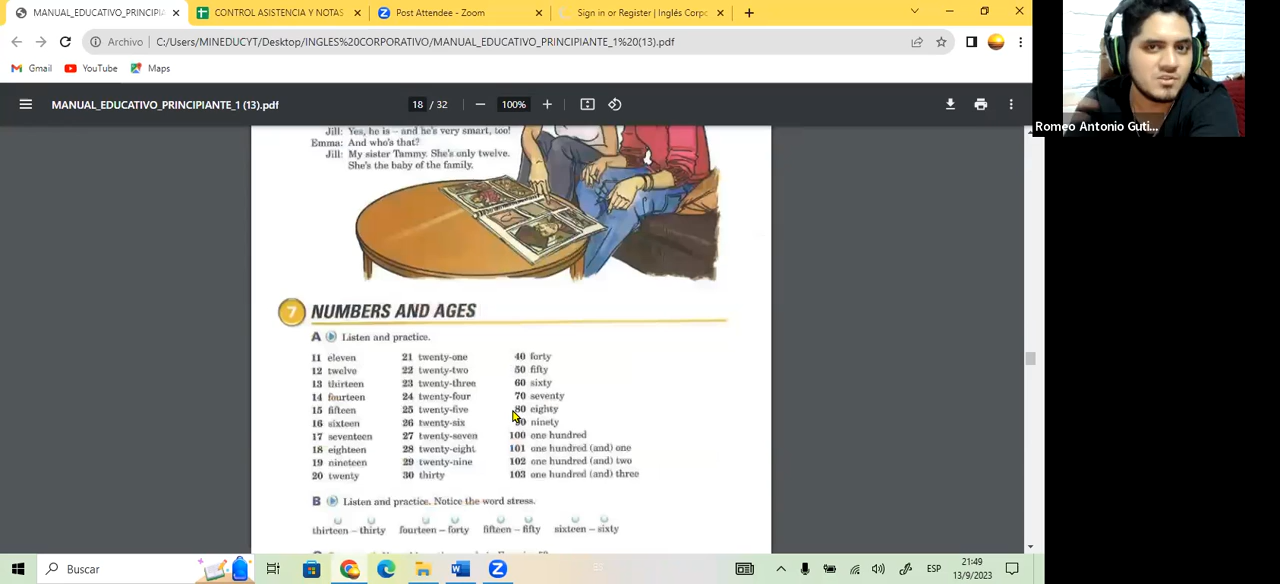 MANUAL_EDUCATIVO_PRINCIPIA
CONTROL ASISTENCIA Y NOTAS
Post Attendee - Zoom
Sign in or Register | Inglés Corpo
Archivo
C:/Users/MINEDUCYT/Desktop/INGLES%20CORPORATIVO/MANUAL_EDUCATIVO_PRINCIPIANTE_1%20(13).pdf
Gmail
YouTube
Maps
MANUAL_EDUCATIVO_PRINCIPIANTE_1 (13).pdf
18 / 32
100%
Romeo Antonio Guti...
Jill: Yes, he is – and he's very smart, too!
Emma: And who's that?
Jill: My sister Tammy. She's only twelve.
She's the baby of the family.
7 NUMBERS AND AGES
A Listen and practice.
11 eleven 21 twenty-one 40 forty
12 twelve 22 twenty-two 50 fifty
13 thirteen 23 twenty-three 60 sixty
14 fourteen 24 twenty-four 70 seventy
15 fifteen 25 twenty-five 80 eighty
16 sixteen 26 twenty-six 90 ninety
17 seventeen 27 twenty-seven 100 one hundred
18 eighteen 28 twenty-eight 101 one hundred (and) one
19 nineteen 29 twenty-nine 102 one hundred (and) two
20 twenty 30 thirty 103 one hundred (and) three
B Listen and practice. Notice the word stress.
thirteen – thirty fourteen – forty fifteen – fifty sixteen – sixty
Buscar
ESP
21:49
13/9/2023